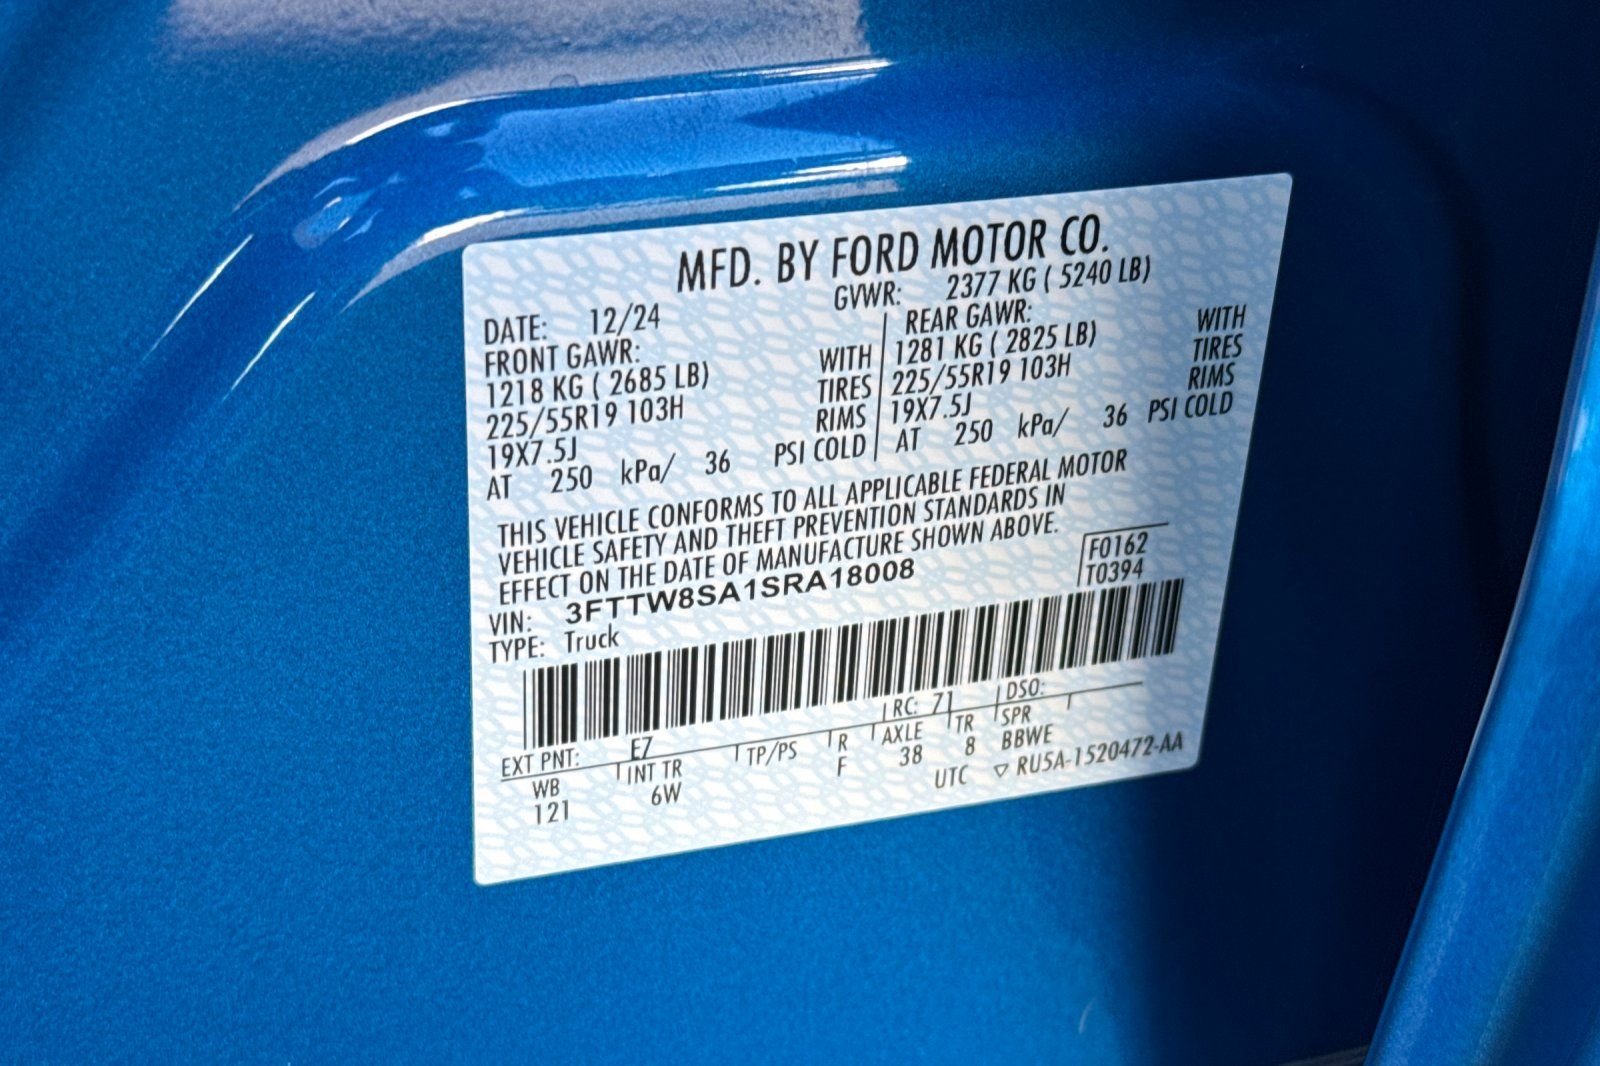 MFD. BY FORD MOTOR CO.
DATE: 12/24 GVWR: 2377 KG ( 5240 LB)
FRONT GAWR: REAR GAWR:
1218 KG ( 2685 LB) WITH 1281 KG ( 2825 LB) WITH
225/55R19 103H TIRES 225/55R19 103H TIRES
19X7.5J RIMS 19X7.5J RIMS
AT 250 kPa/ 36 PSI COLD AT 250 kPa/ 36 PSI COLD
THIS VEHICLE CONFORMS TO ALL APPLICABLE FEDERAL MOTOR
VEHICLE SAFETY AND THEFT PREVENTION STANDARDS IN
EFFECT ON THE DATE OF MANUFACTURE SHOWN ABOVE.
VIN: 3FTTW8SA1SRA18008 F0162
TYPE: Truck T0394
EXT PNT: E7 RC: 71 DSO:
WB INT TR TP/PS R AXLE TR SPR
121 6W F 38 8 BBWE
UTC ▽ RU5A-1520472-AA